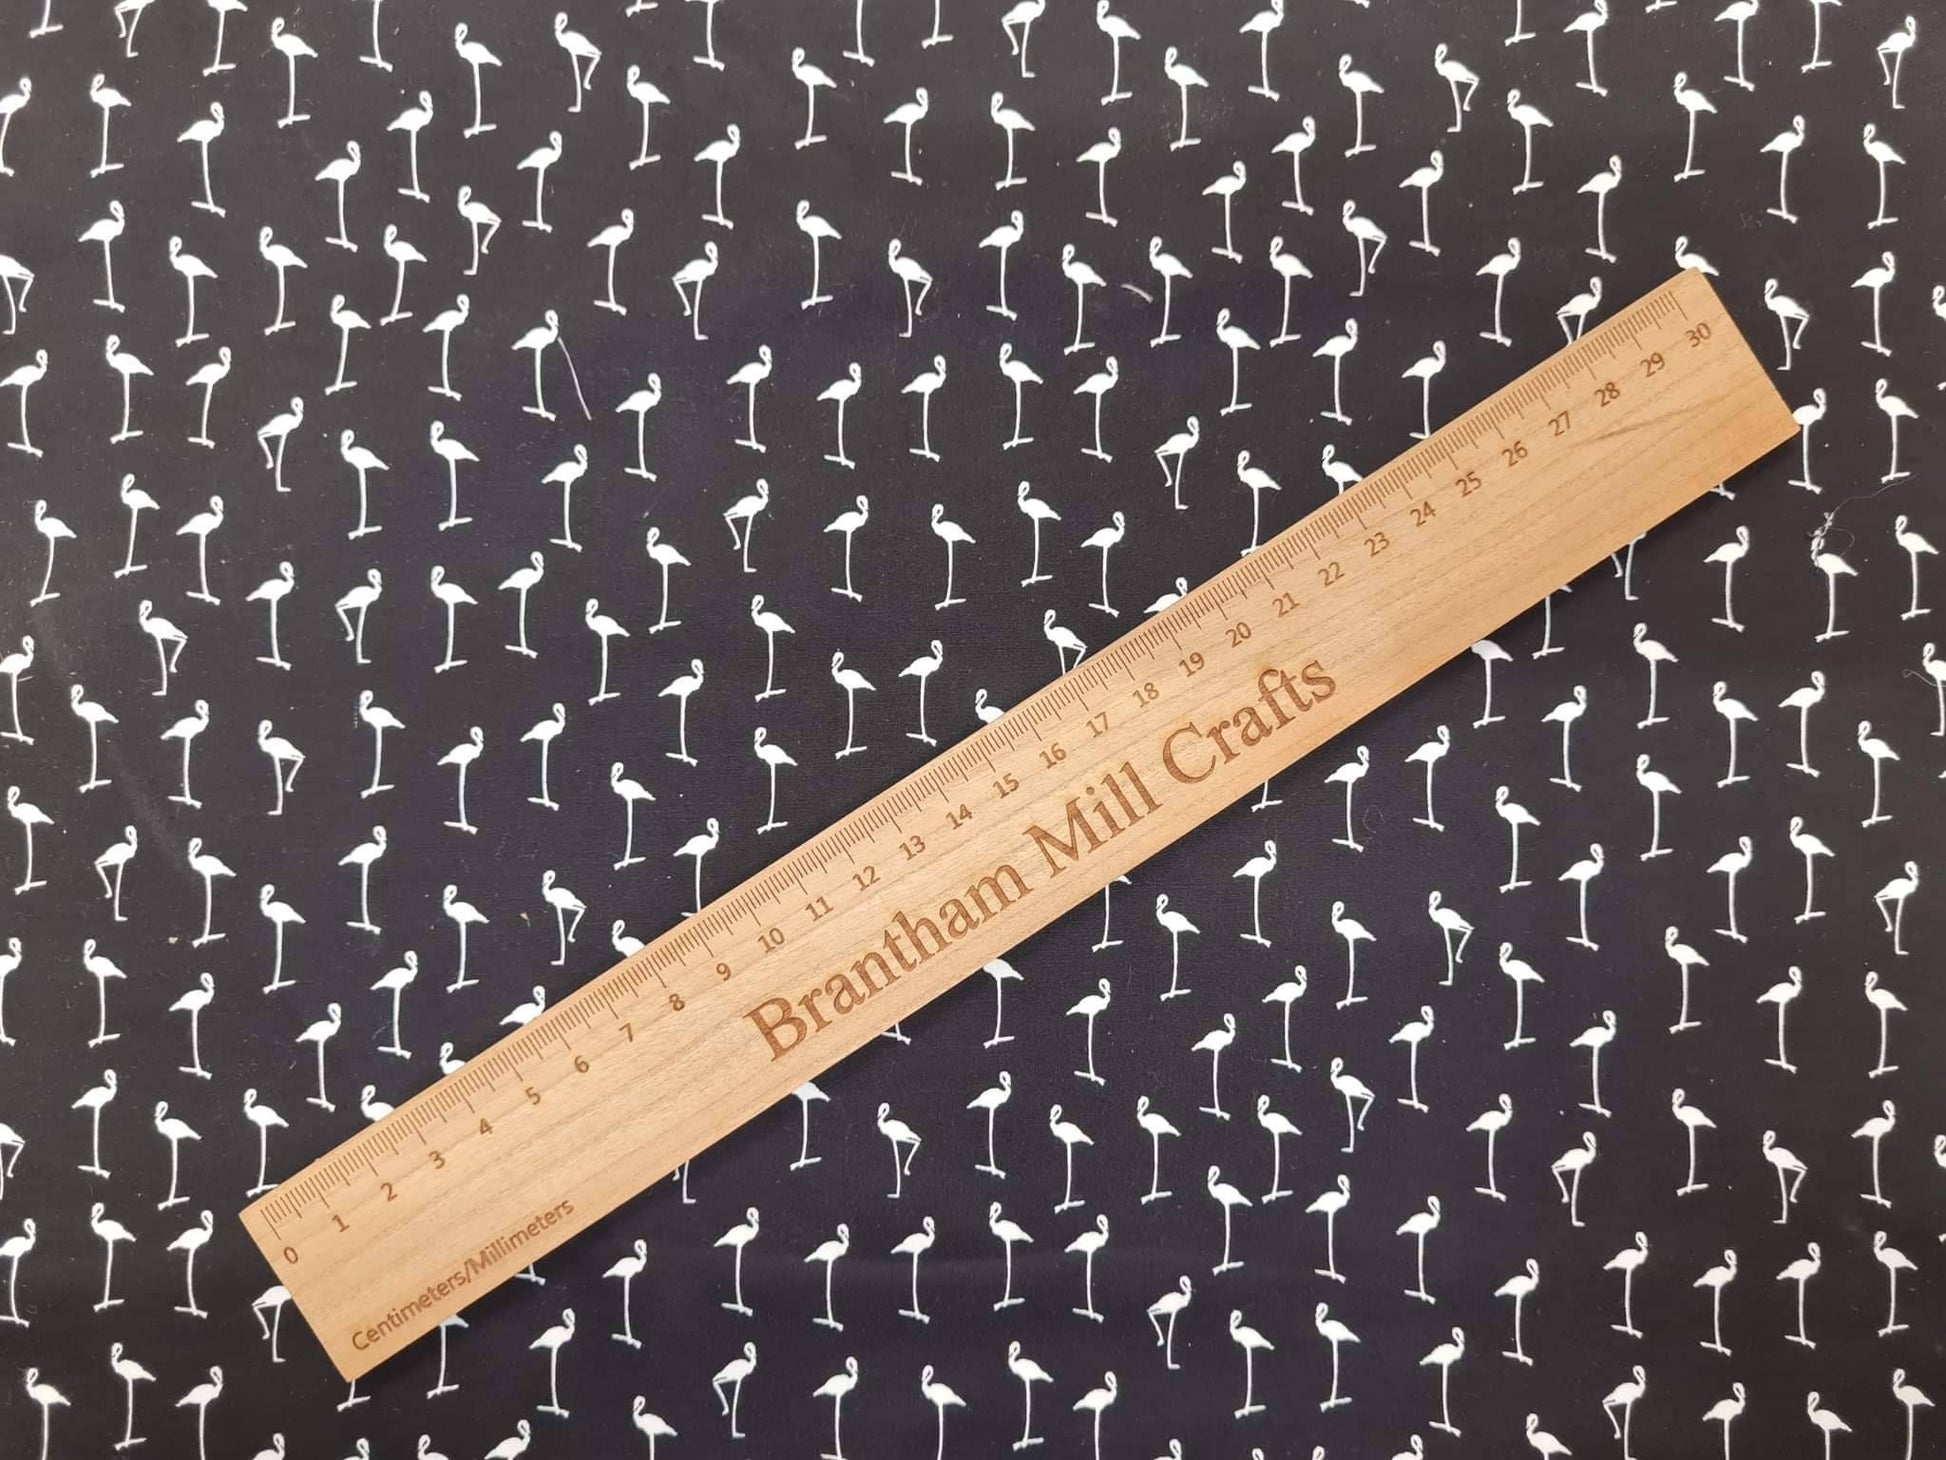 0 1 2 3 4 5 6 7 8 9 10 11 12 13 14 15 16 17 18 19 20 21 22 23 24 25 26 27 28 29 30
Brantham Mill Crafts
Centimeters/Millimeters